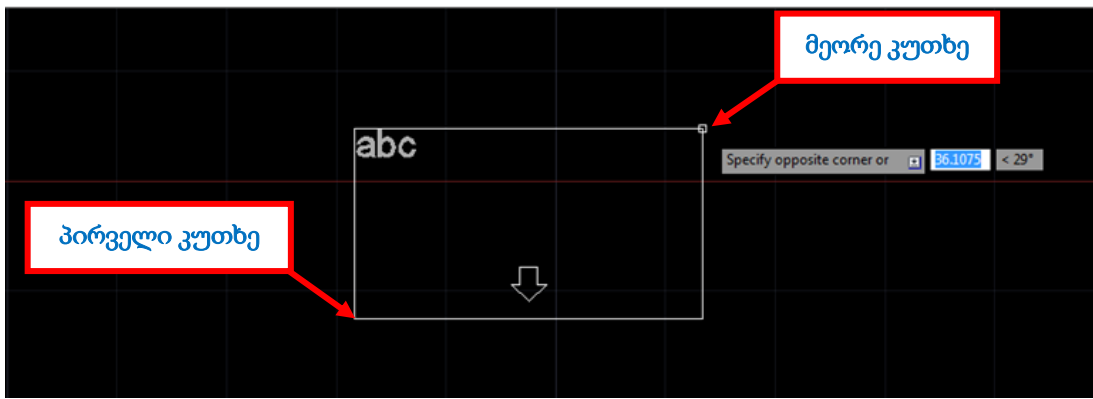 მეორე კუთხე
abc
Specify opposite corner or 36.1075 < 29°
პირველი კუთხე